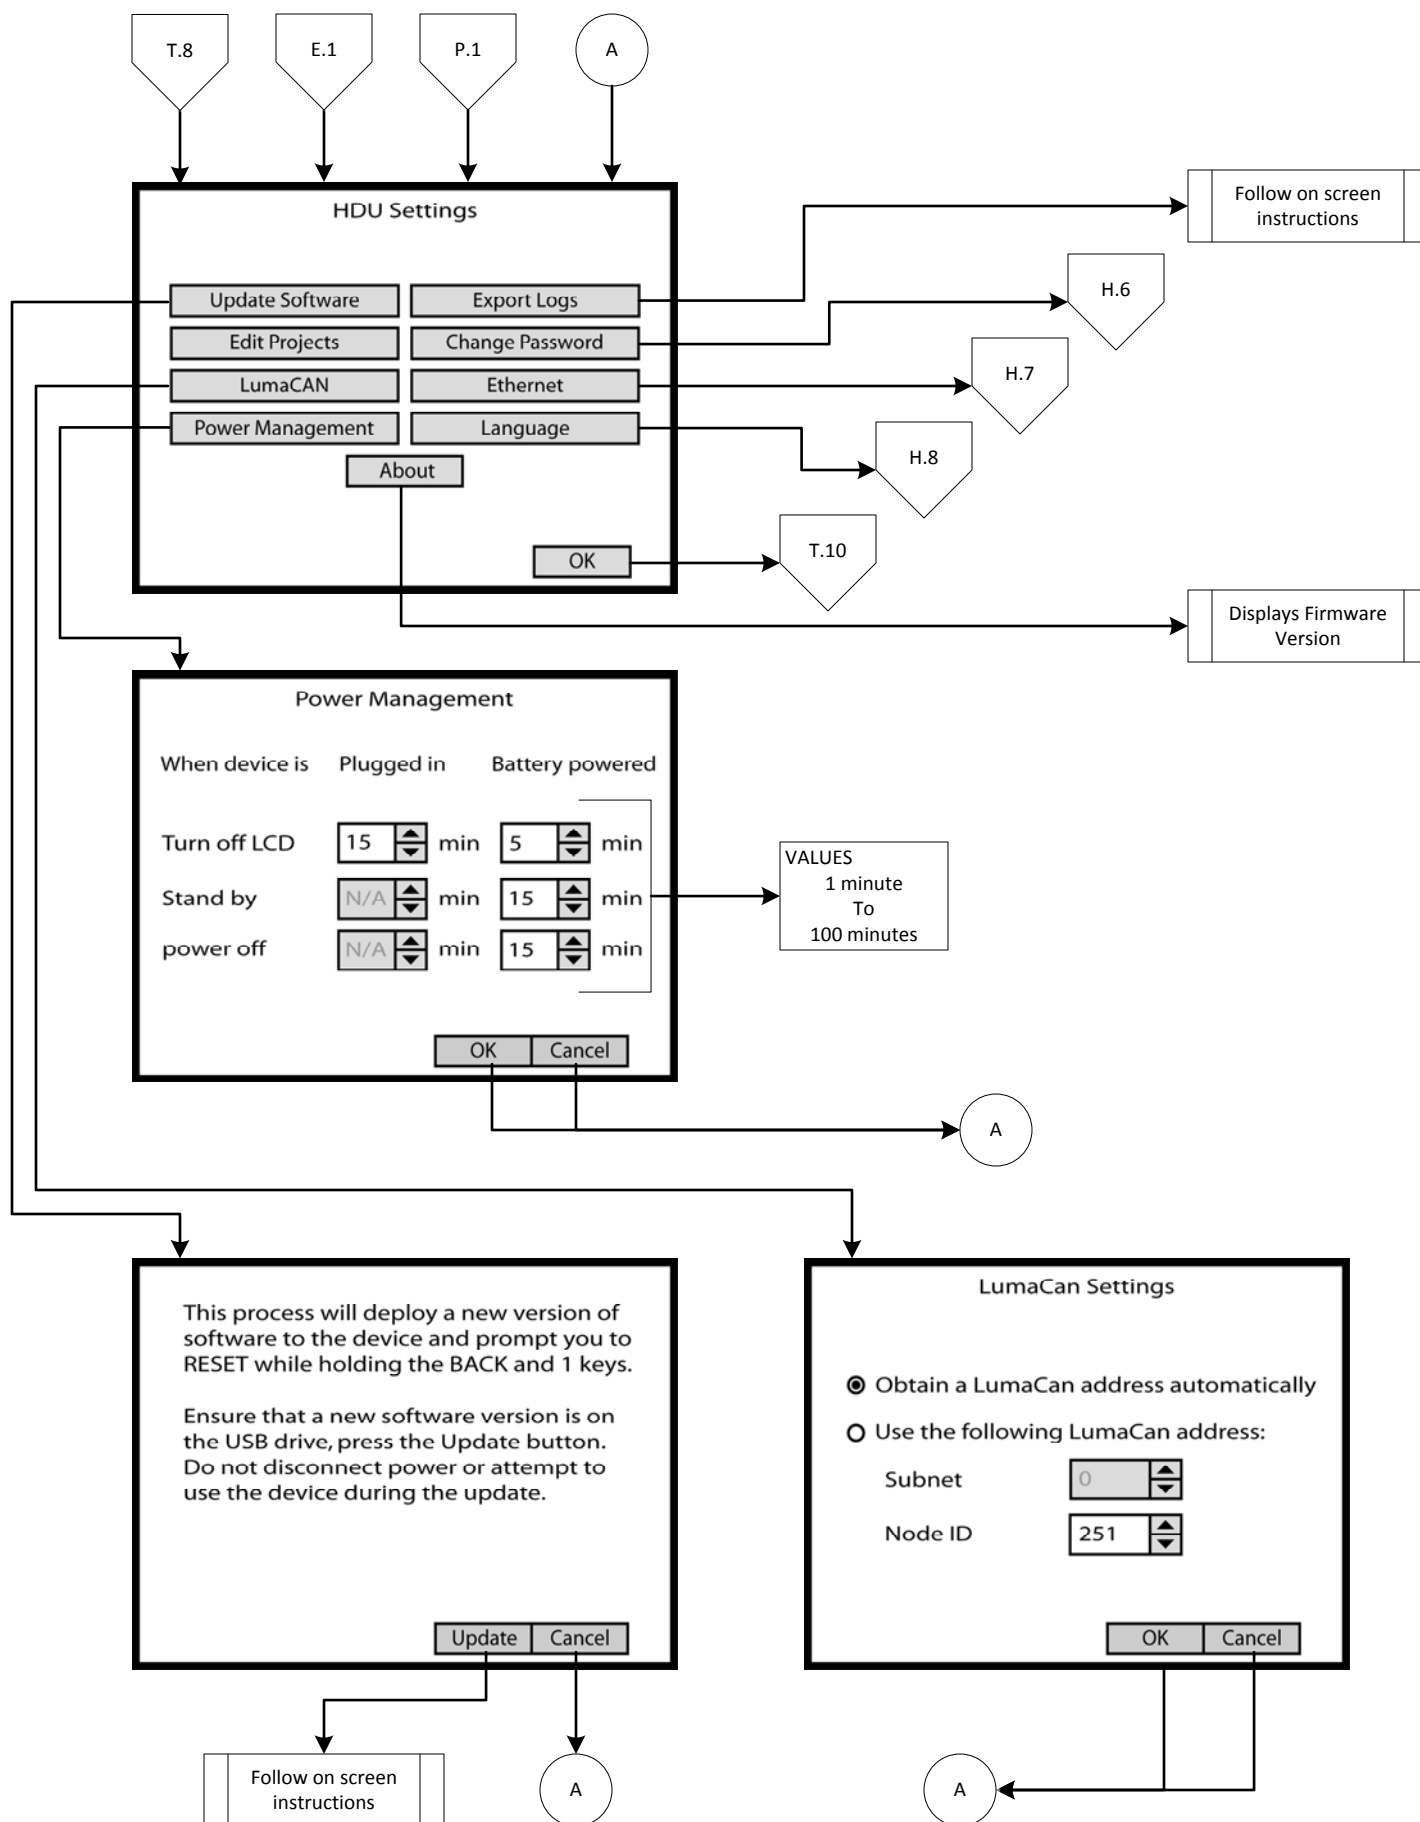 T.8
E.1
P.1
A
HDU Settings
Follow on screen
instructions
Update Software
Export Logs
H.6
Edit Projects
Change Password
LumaCAN
Ethernet
H.7
Power Management
Language
H.8
About
OK
T.10
Displays Firmware
Version
Power Management
When device is Plugged in Battery powered
Turn off LCD 15 min 5 min
Stand by N/A min 15 min
power off N/A min 15 min
VALUES
1 minute
To
100 minutes
OK Cancel
A
This process will deploy a new version of
software to the device and prompt you to
RESET while holding the BACK and 1 keys.
Ensure that a new software version is on
the USB drive, press the Update button.
Do not disconnect power or attempt to
use the device during the update.
Update Cancel
Follow on screen
instructions
A
LumaCan Settings
Obtain a LumaCan address automatically
Use the following LumaCan address:
Subnet 0
Node ID 251
OK Cancel
A